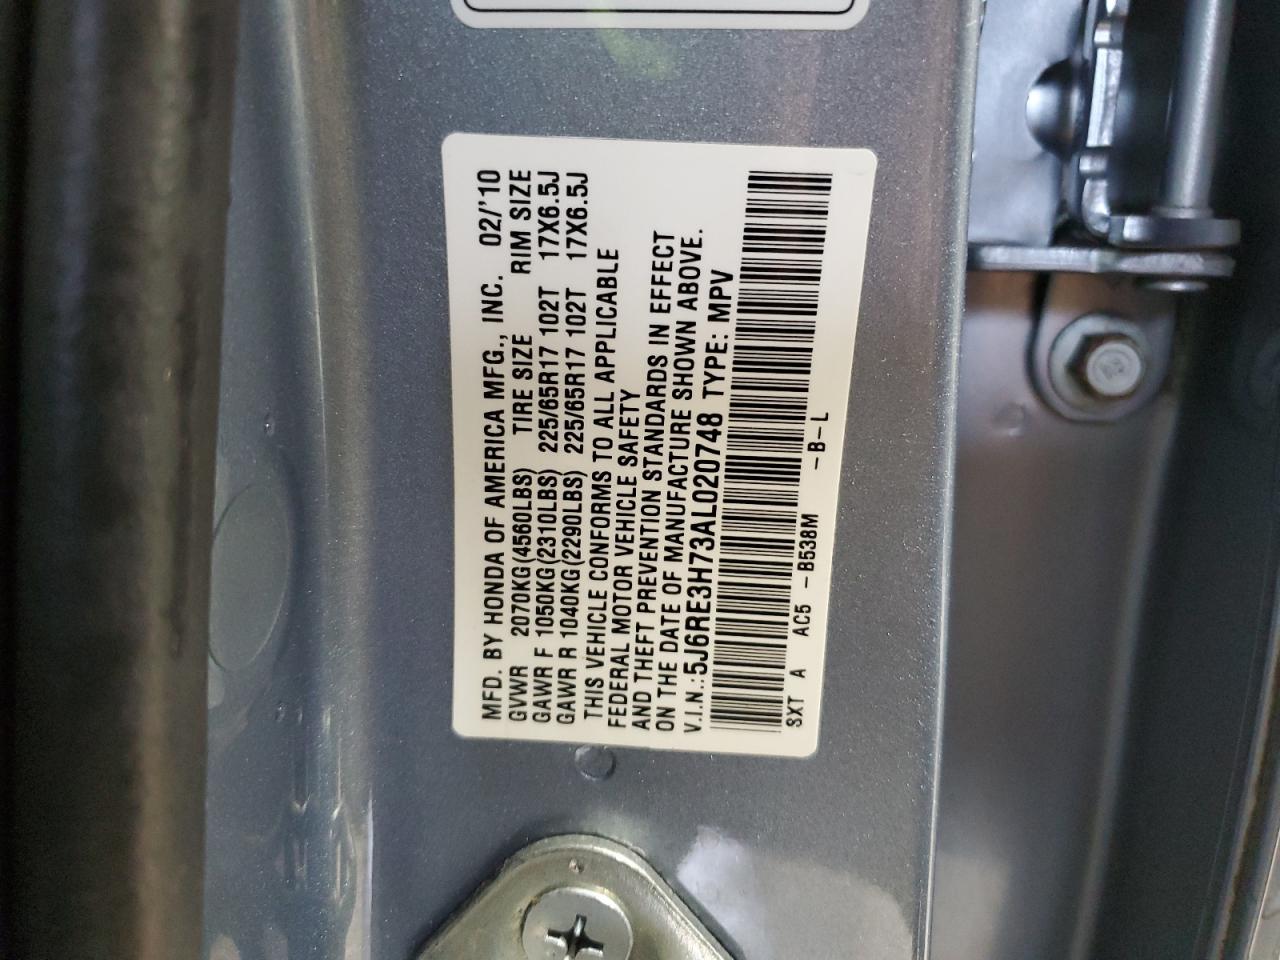 MFD. BY HONDA OF AMERICA MFG., INC. 02/'10
GVWR 2070KG(4560LBS) TIRE SIZE RIM SIZE
GAWR F 1050KG(2310LBS) 225/65R17 102T 17X6.5J
GAWR R 1040KG(2290LBS) 225/65R17 102T 17X6.5J
THIS VEHICLE CONFORMS TO ALL APPLICABLE
FEDERAL MOTOR VEHICLE SAFETY
AND THEFT PREVENTION STANDARDS IN EFFECT
ON THE DATE OF MANUFACTURE SHOWN ABOVE.
V.I.N.:5J6RE3H73AL020748 TYPE: MPV
SXT A AC5 -B538M -B-L